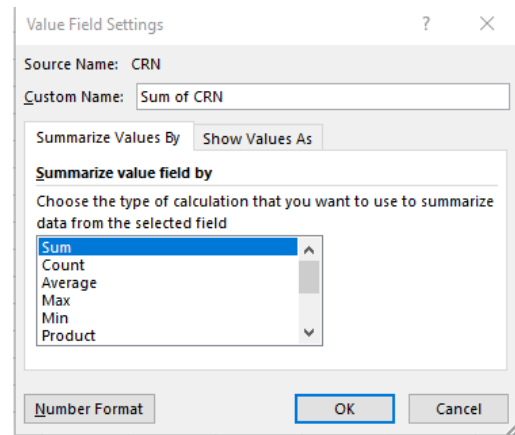 Value Field Settings ? ×
Source Name: CRN
Custom Name: Sum of CRN
Summarize Values By Show Values As
Summarize value field by
Choose the type of calculation that you want to use to summarize
data from the selected field
Sum
Count
Average
Max
Min
Product
Number Format OK Cancel